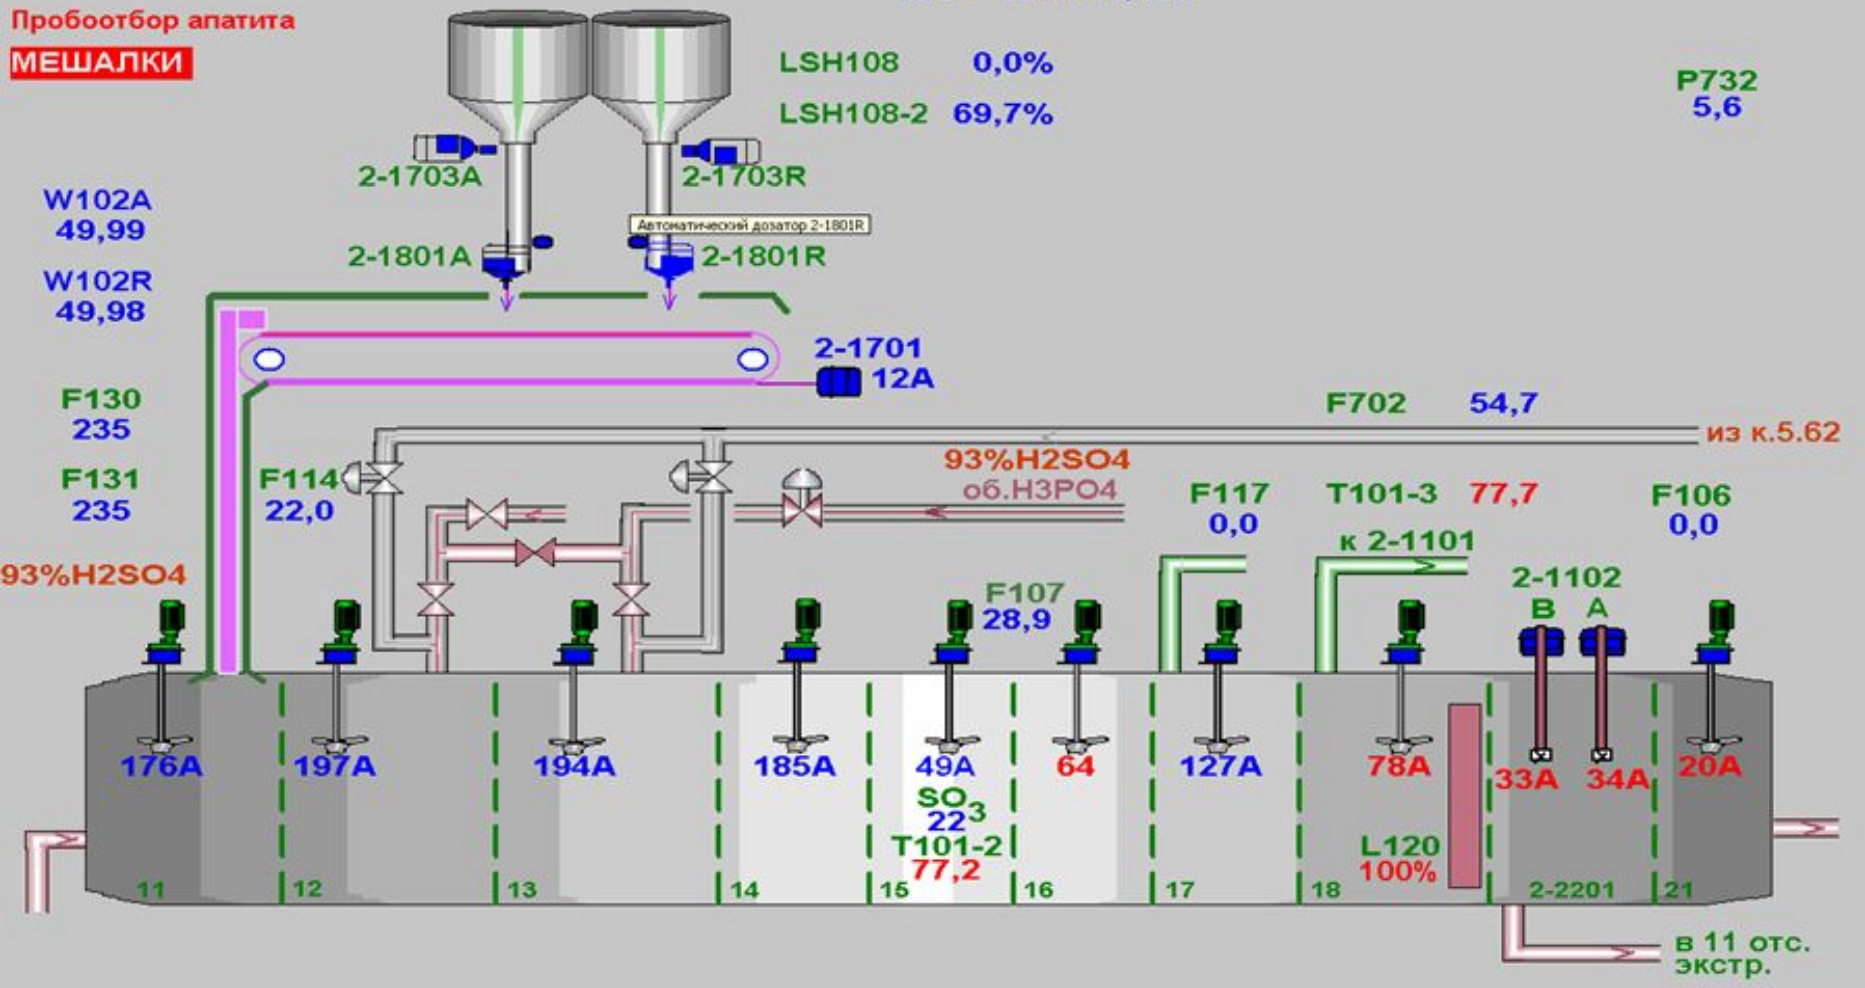 Пробоотбор апатита
МЕШАЛКИ
LSH108 0,0%
LSH108-2 69,7%
P732
5,6
2-1703A
2-1703R
W102A
49,99
Автоматический дозатор 2-1801R
2-1801A
2-1801R
W102R
49,98
2-1701
12A
F130
235
F702 54,7
из к.5.62
F131
235
F114
22,0
93%H2SO4
об.H3PO4
F117
0,0
T101-3 77,7
F106
0,0
к 2-1101
93%H2SO4
F107
28,9
2-1102
B A
176A
197A
194A
185A
49A
64
127A
78A
33A
34A
20A
SO3
22
T101-2
77,2
L120
100%
11
12
13
14
15
16
17
18
2-2201
21
в 11 отс.
экстр.